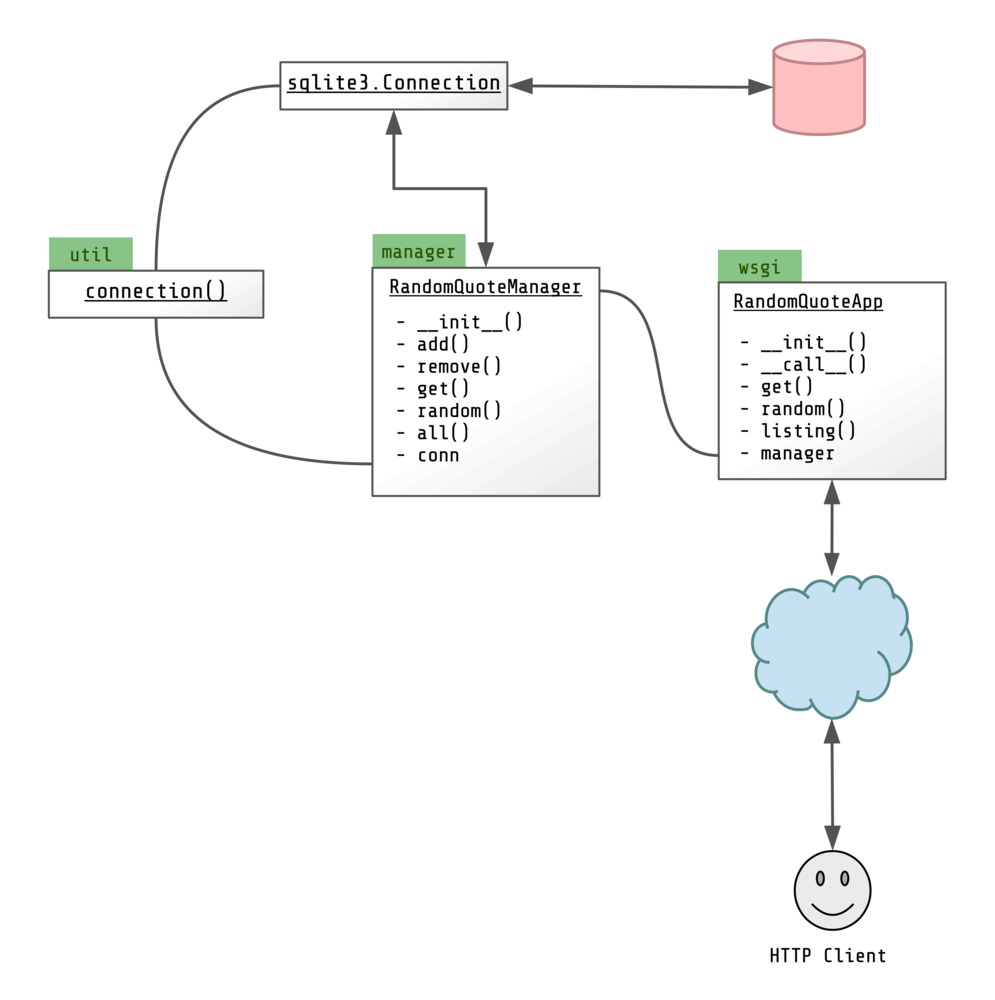 sqlite3.Connection
util
connection()
manager
RandomQuoteManager
- __init__()
- add()
- remove()
- get()
- random()
- all()
- conn
wsgi
RandomQuoteApp
- __init__()
- __call__()
- get()
- random()
- listing()
- manager
HTTP Client